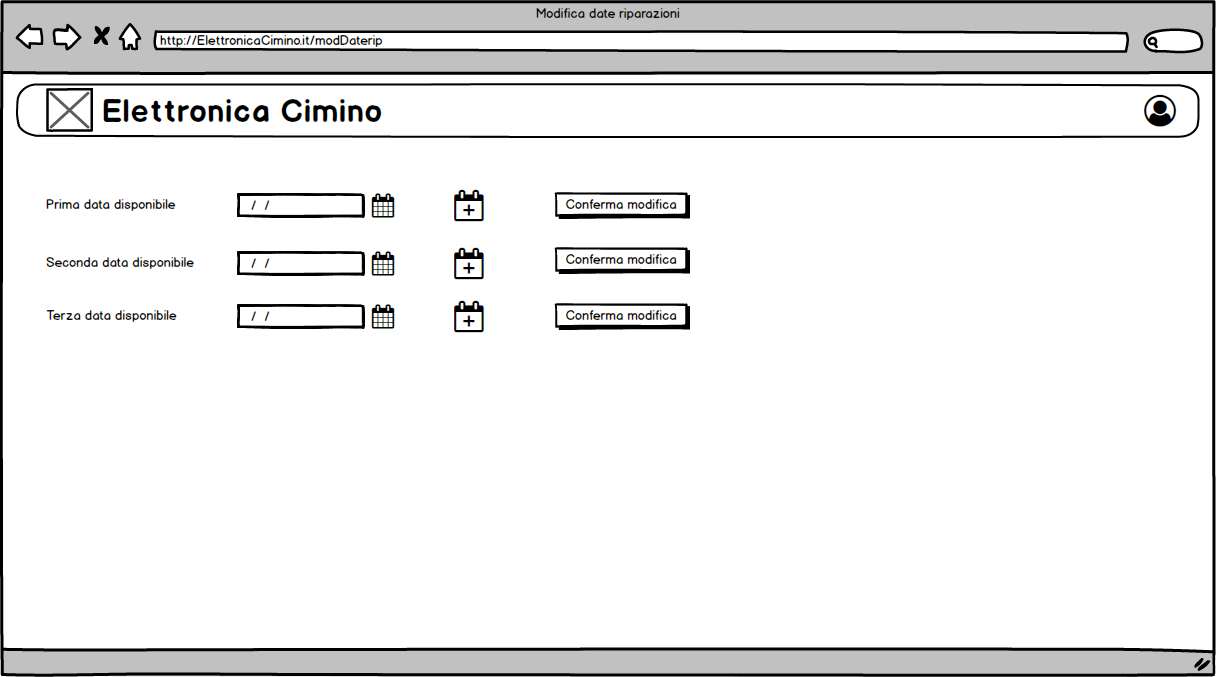 Modifica date riparazioni
http://ElettronicaCimino.it/modDaterip
Elettronica Cimino
Prima data disponibile / / Conferma modifica
Seconda data disponibile / / Conferma modifica
Terza data disponibile / / Conferma modifica